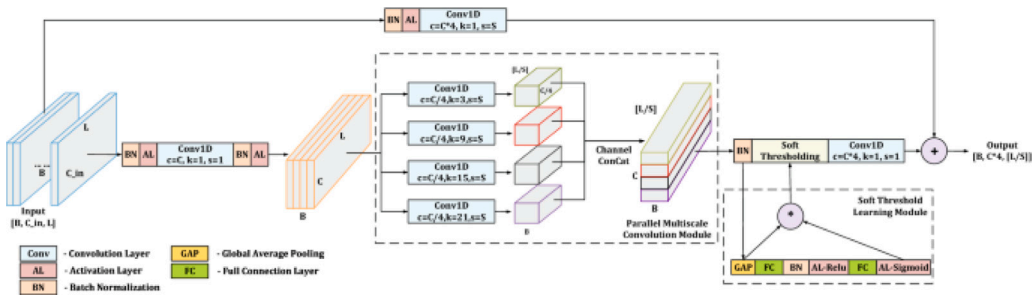 BN AL Conv1D
c=C*4, k=1, s=S
L
B
C_in
Input
[B, C_in, L]
BN AL Conv1D BN AL
c=C, k=1, s=1
L
C
B
Conv1D
c=C/4,k=3,s=S
Conv1D
c=C/4,k=9,s=S
Conv1D
c=C/4,k=15,s=S
Conv1D
c=C/4,k=21,s=S
[L/S]
C/4
B
Channel
ConCat
[L/S]
C
B
Parallel Multiscale
Convolution Module
BN Soft Conv1D
Thresholding c=C*4, k=1, s=1
+
Output
[B, C*4, [L/S]]
*
Soft Threshold
Learning Module
GAP FC BN AL-Relu FC AL-Sigmoid
Conv - Convolution Layer
AL - Activation Layer
BN - Batch Normalization
GAP - Global Average Pooling
FC - Full Connection Layer